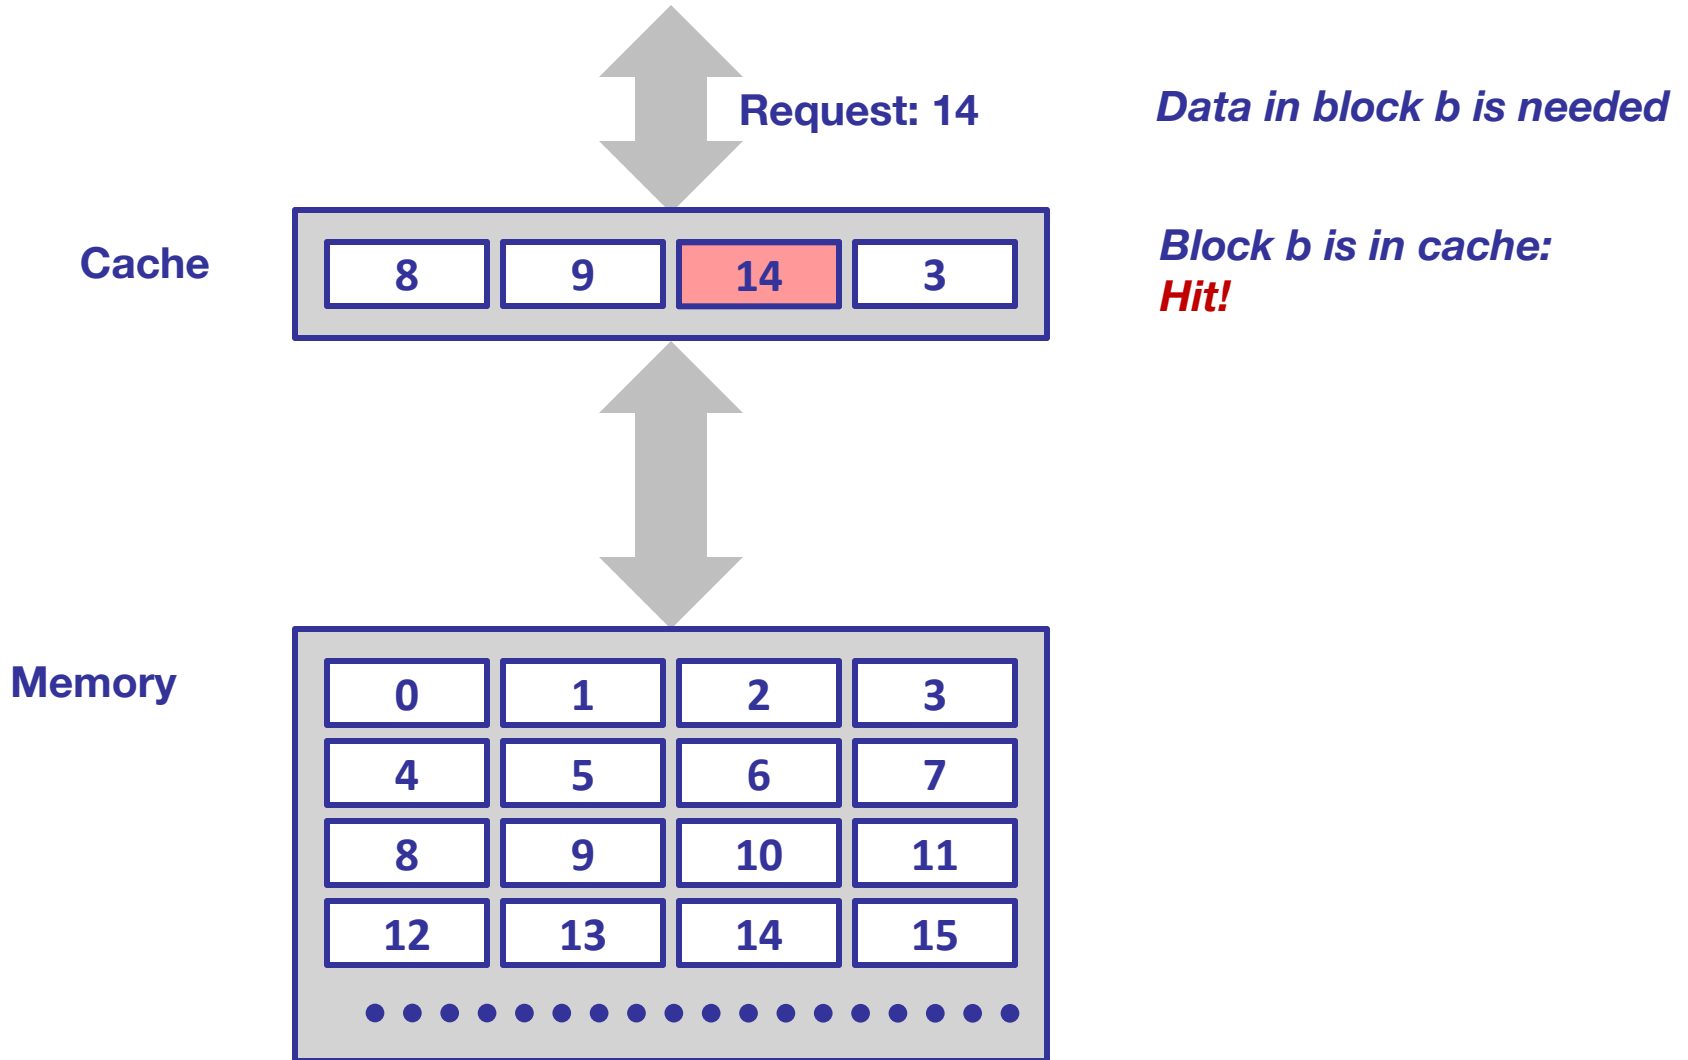 Request: 14
Data in block b is needed
Cache
8 9 14 3
Block b is in cache:
Hit!
Memory
0 1 2 3
4 5 6 7
8 9 10 11
12 13 14 15